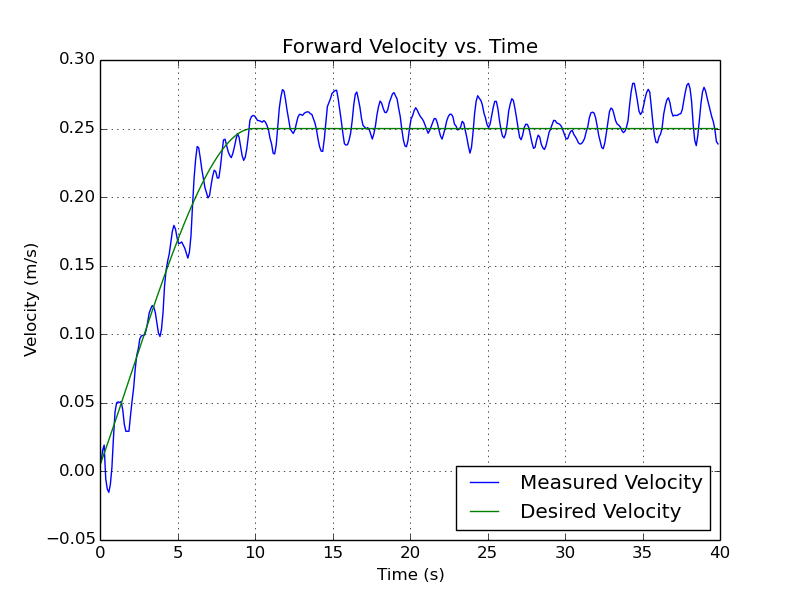 Forward Velocity vs. Time
0.30
0.25
0.20
0.15
0.10
0.05
0.00
−0.05
Velocity (m/s)
Measured Velocity
Desired Velocity
0 5 10 15 20 25 30 35 40
Time (s)